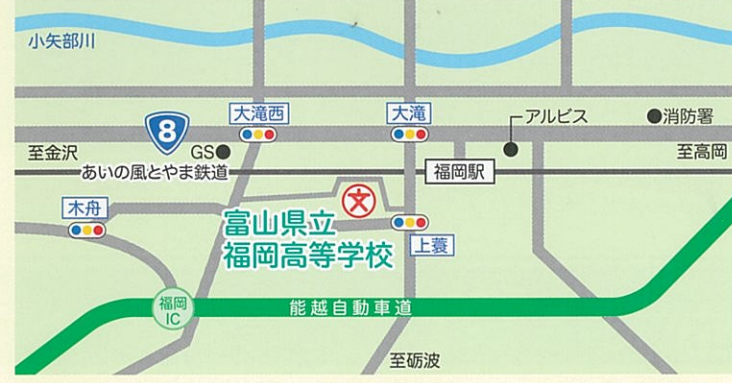 小矢部川
大滝西
大滝
アルビス
消防署
8
至金沢
GS
至高岡
あいの風とやま鉄道
福岡駅
木舟
文
富山県立
福岡高等学校
上蓑
福岡
IC
能越自動車道
至砺波